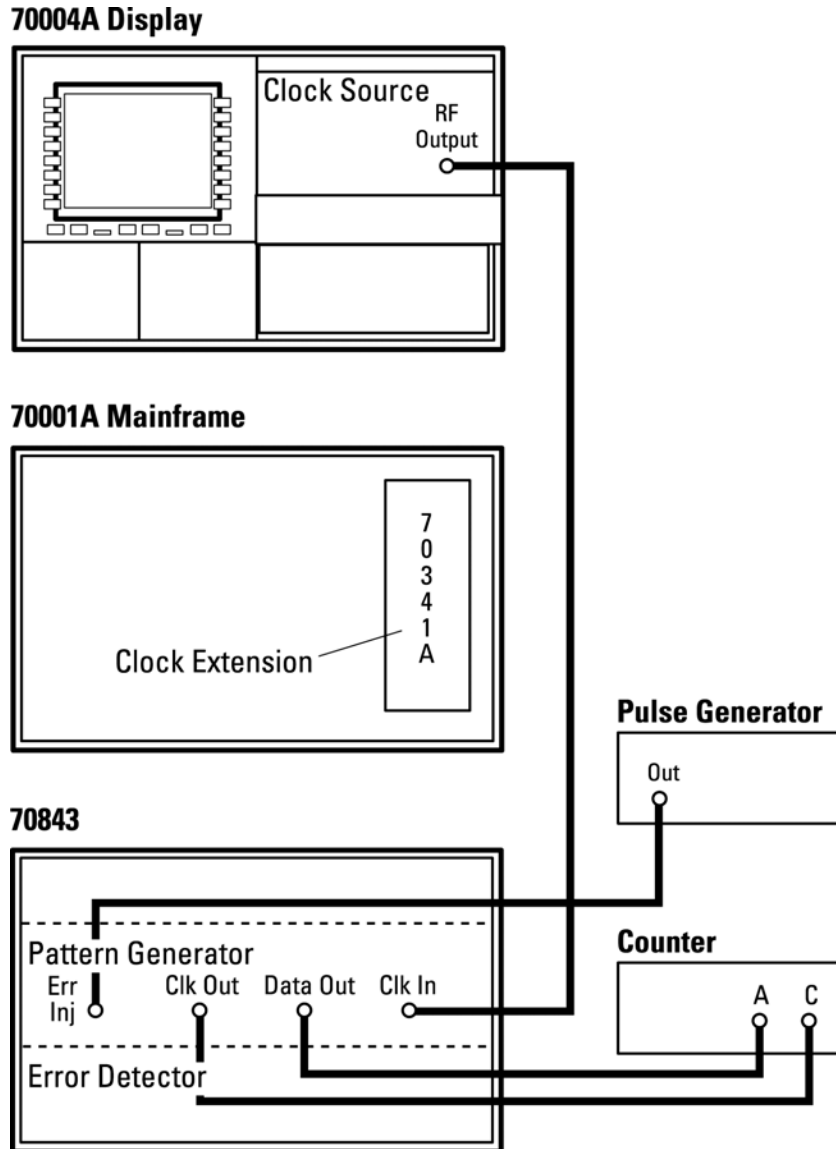 70004A Display
Clock Source
RF
Output
70001A Mainframe
7
0
3
4
1
A
Clock Extension
Pulse Generator
Out
70843
Pattern Generator
Err
Inj
Clk Out
Data Out
Clk In
Counter
A
C
Error Detector